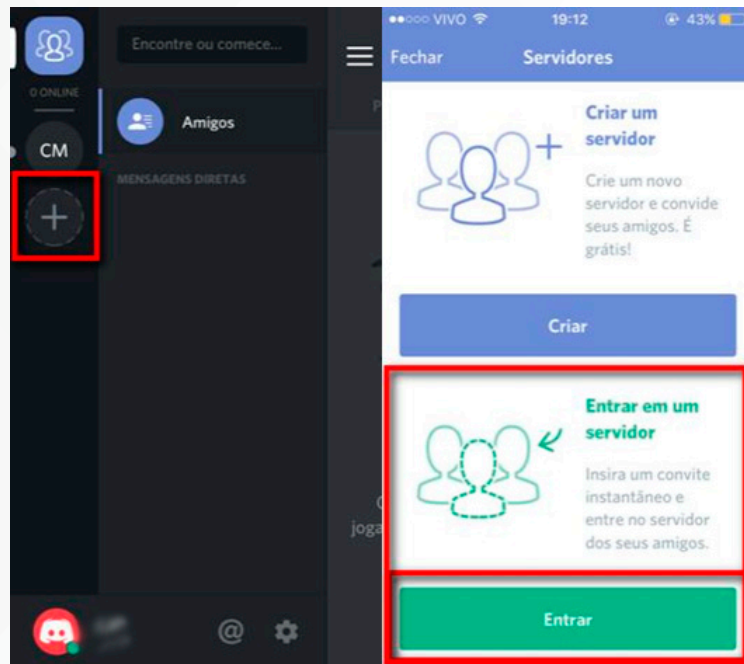 Encontre ou comece...
0 ONLINE
Amigos
CM
MENSAGENS DIRETAS
joga
VIVO 19:12 43%
Fechar Servidores
Criar um
servidor
Crie um novo
servidor e convide
seus amigos. É
grátis!
Criar
Entrar em um
servidor
Insira um convite
instantâneo e
entre no servidor
dos seus amigos.
Entrar